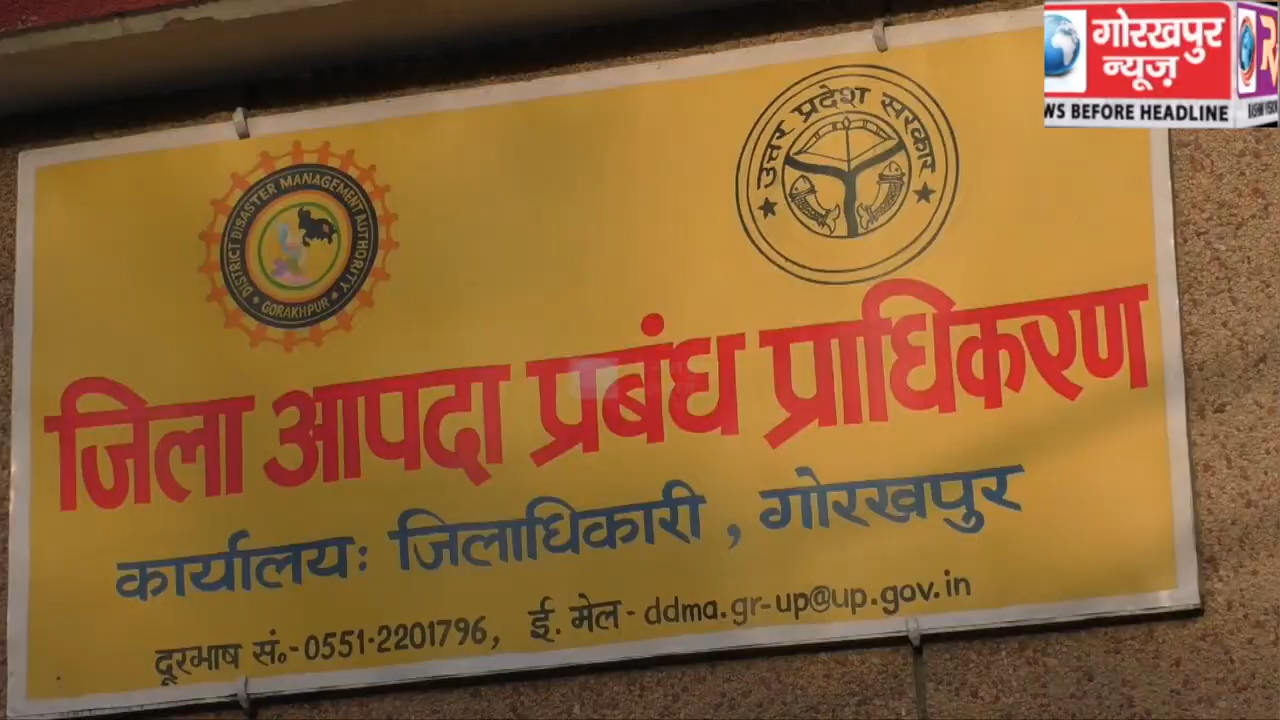 गोरखपुर
न्यूज़
WS BEFORE HEADLINE
DISTRICT DISASTER MANAGEMENT AUTHORITY
GORAKHPUR
उत्तर प्रदेश सरकार
जिला आपदा प्रबंध प्राधिकरण
कार्यालयः जिलाधिकारी, गोरखपुर
दूरभाष सं०-0551-2201796, ई. मेल - ddma.gr-up@up.gov.in